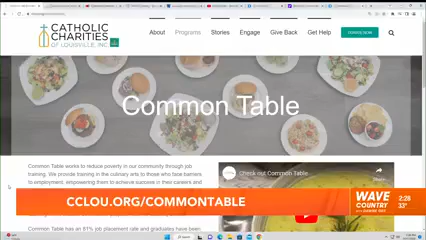 CATHOLIC
CHARITIES
OF LOUISVILLE, INC.
About Programs Stories Engage Give Back Get Help
Common Table
Common Table works to reduce poverty in our community through job
training. We provide training in the culinary arts to those who face barriers
to employment, empowering them to achieve success in their careers and
Check out Common Table
CCLOU.ORG/COMMONTABLE
WAVE
COUNTRY
2:28
33°
Common Table has an 81% job placement rate and graduates have been